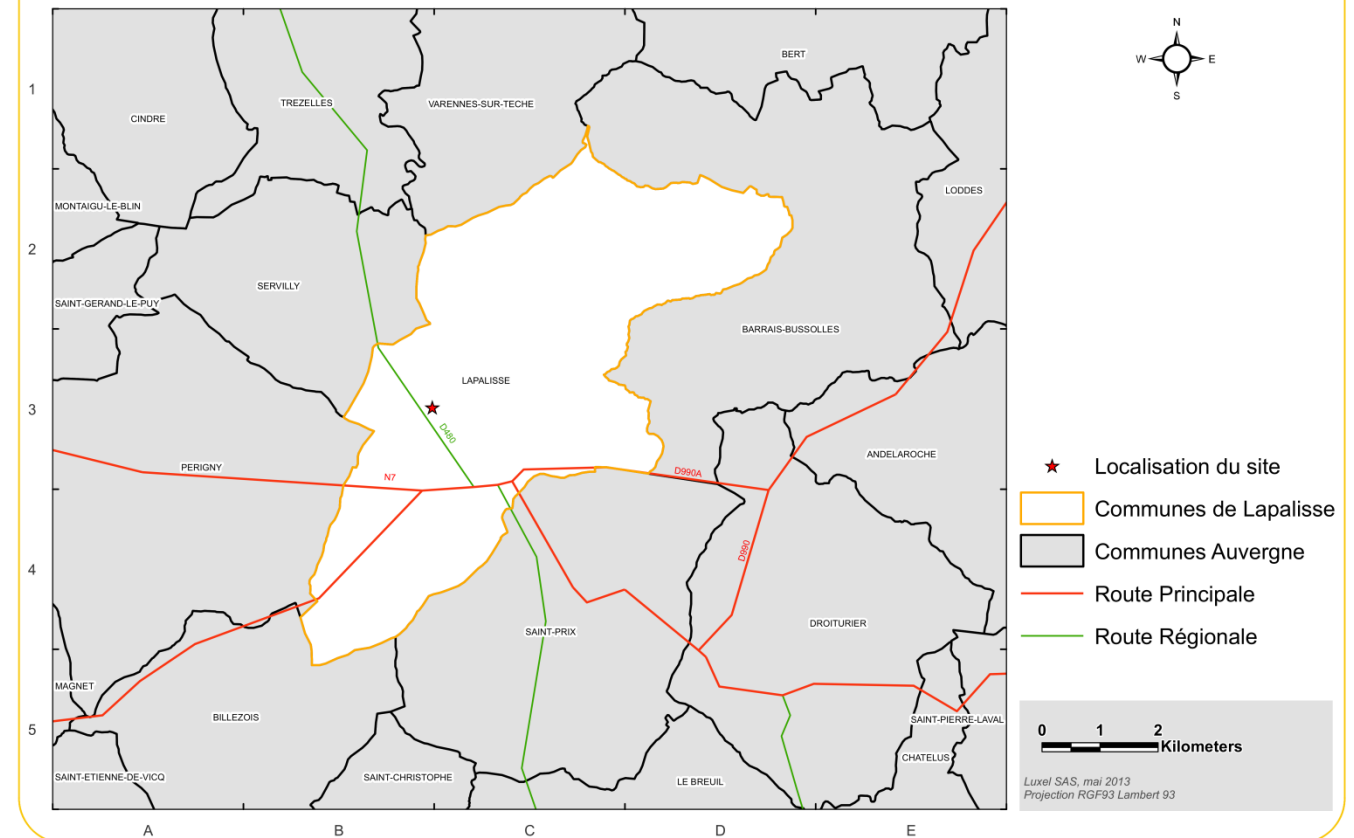 N
W E
S
1
BERT
TREZELLES
VARENNES-SUR-TECHE
CINDRE
LODDES
MONTAIGU-LE-BLIN
2
SERVILLY
SAINT-GERAND-LE-PUY
BARRAIS-BUSSOLLES
LAPALISSE
3
D480
ANDELAROCHE
PERIGNY
N7
D990A
D990
4
DROITURIER
SAINT-PRIX
MAGNET
BILLEZOIS
SAINT-PIERRE-LAVAL
5
CHATELUS
SAINT-ETIENNE-DE-VICQ
SAINT-CHRISTOPHE
LE BREUIL
A B C D E
Localisation du site
Communes de Lapalisse
Communes Auvergne
Route Principale
Route Régionale
0 1 2
Kilometers
Luxel SAS, mai 2013
Projection RGF93 Lambert 93